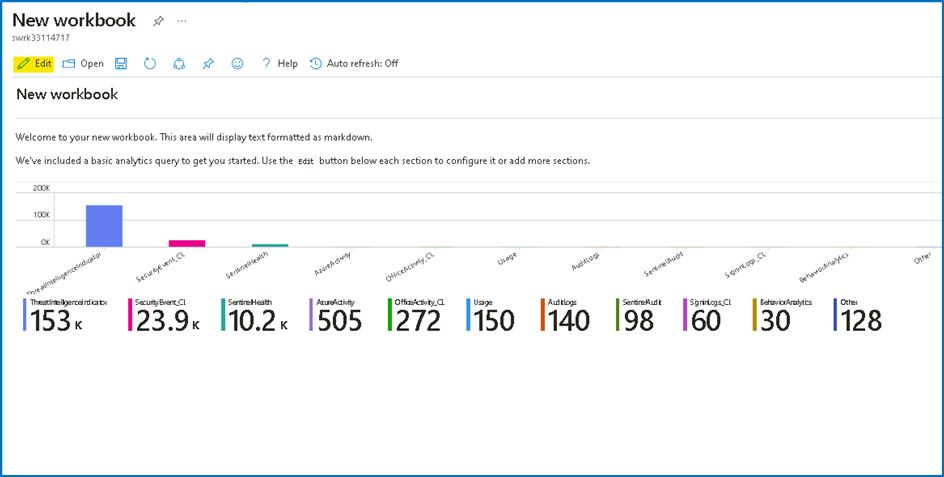 New workbook ...
swrk33114717
Edit Open Help Auto refresh: Off
New workbook
Welcome to your new workbook. This area will display text formatted as markdown.
We've included a basic analytics query to get you started. Use the Edit button below each section to configure it or add more sections.
200K
100K
0K
ThreatIntelligenceIndicator SecurityEvent_CL SentinelHealth AzureActivity OfficeActivity_CL Usage AuditLogs SentinelAudit SigninLogs_CL BehaviorAnalytics Other
ThreatIntelligenceIndicator SecurityEvent_CL SentinelHealth AzureActivity OfficeActivity_CL Usage AuditLogs SentinelAudit SigninLogs_CL BehaviorAnalytics Other
153 K 23.9 K 10.2 K 505 272 150 140 98 60 30 128